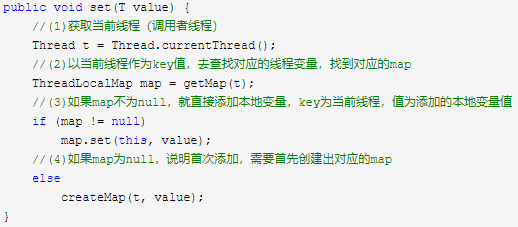 public void set(T value) {
//(1)获取当前线程（调用者线程）
Thread t = Thread.currentThread();
//(2)以当前线程作为key值，去查找对应的线程变量，找到对应的map
ThreadLocalMap map = getMap(t);
//(3)如果map不为null，就直接添加本地变量，key为当前线程，值为添加的本地变量值
if (map != null)
map.set(this, value);
//(4)如果map为null，说明首次添加，需要首先创建出对应的map
else
createMap(t, value);
}